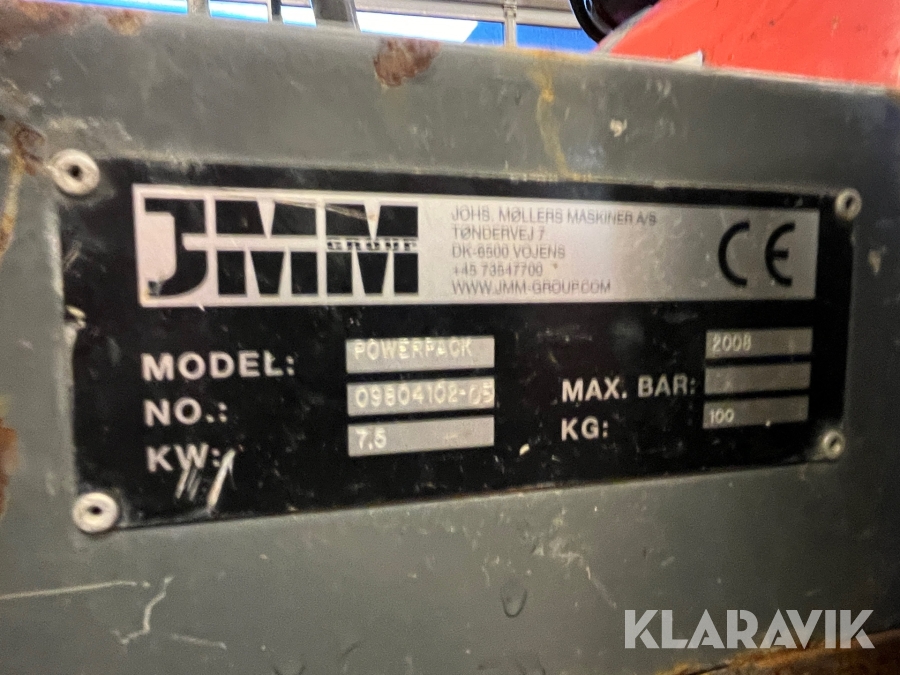 JMM
GROUP
JOHS. MØLLERS MASKINER A/S
TØNDERVEJ 7
DK-6500 VOJENS
+45 73547700
WWW.JMM-GROUP.COM
CE
MODEL: POWERPACK 2008
NO.: 09804102-05 MAX. BAR:
KW: 7,5 KG: 100
KLARAVIK